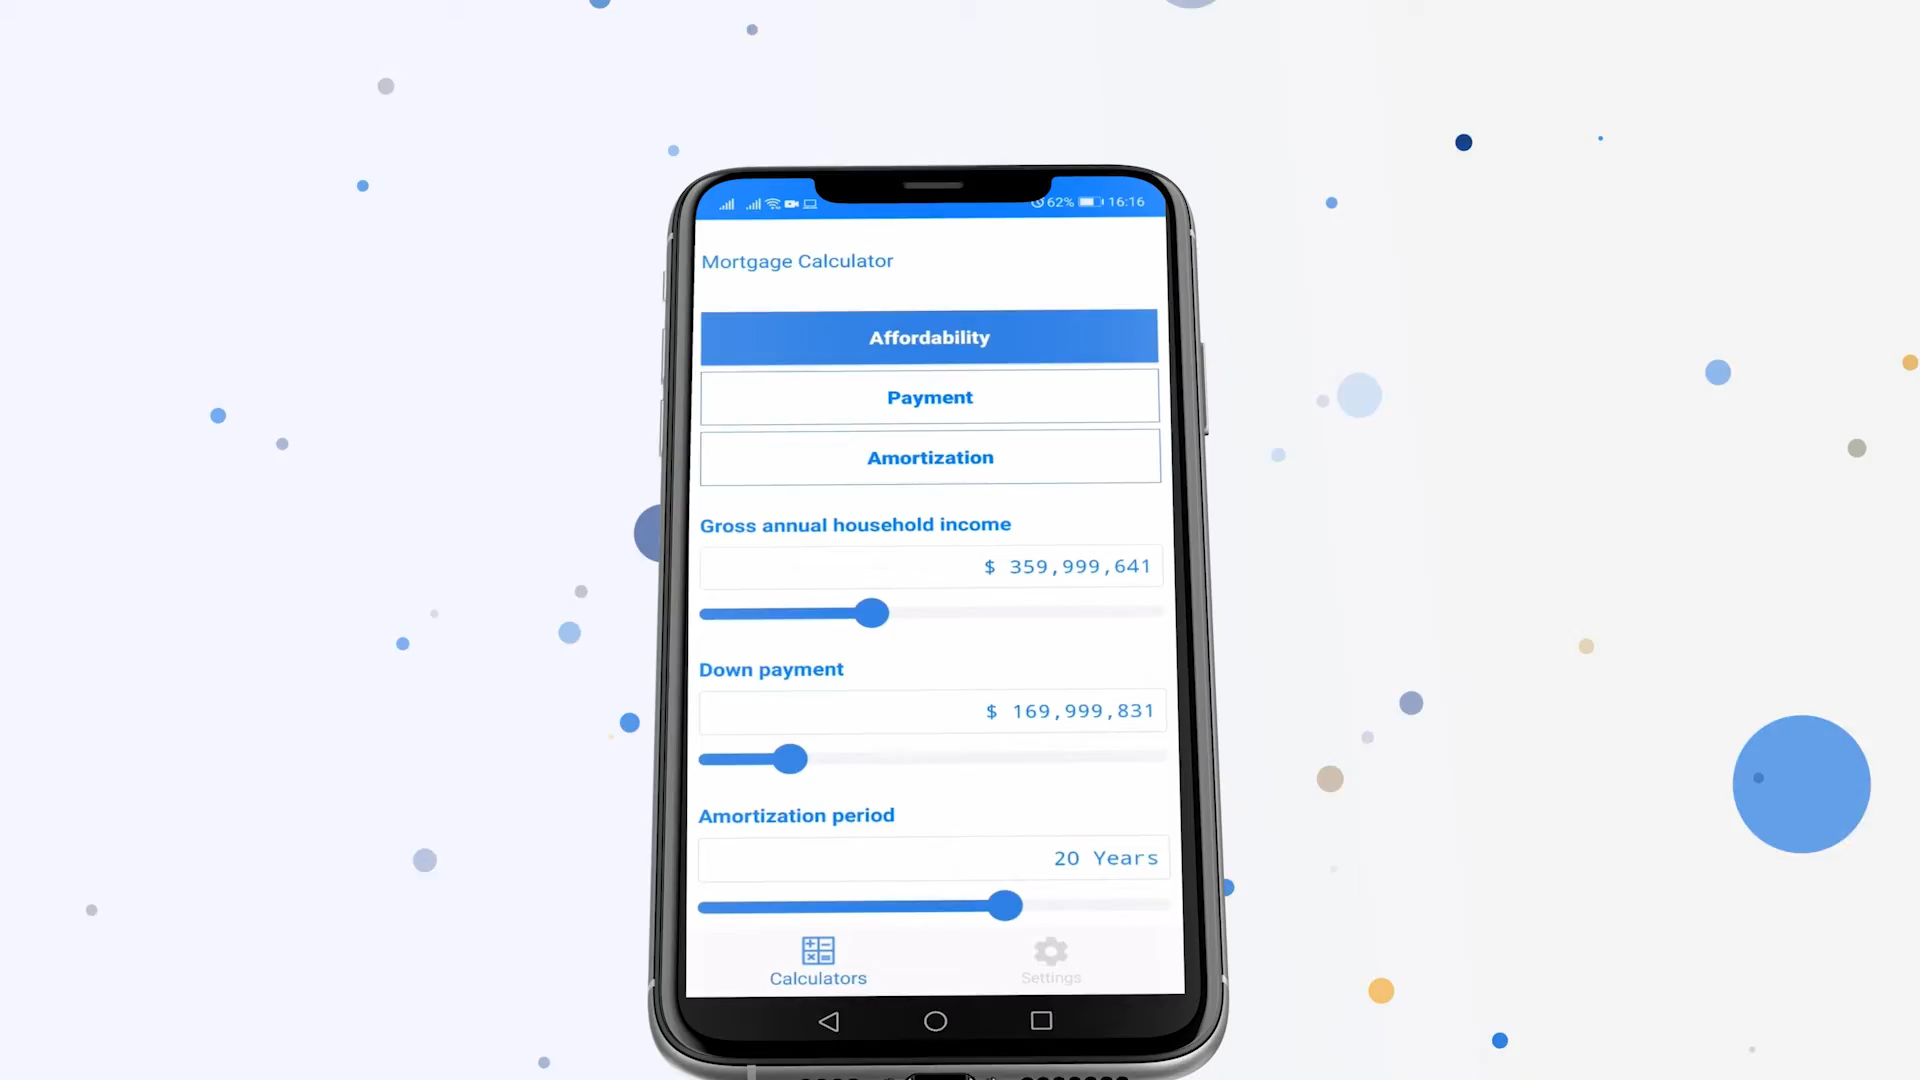 62% 16:16
Mortgage Calculator
Affordability
Payment
Amortization
Gross annual household income
$ 359,999,641
Down payment
$ 169,999,831
Amortization period
20 Years
Calculators
Settings